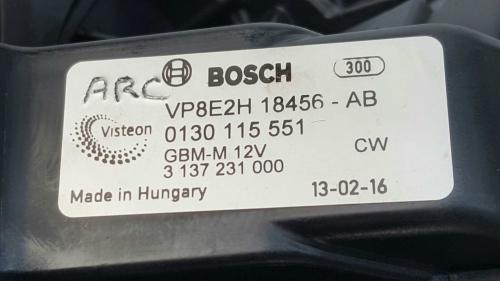 ARC BOSCH 300
VP8E2H 18456 - AB
Visteon 0130 115 551
GBM-M 12V CW
3 137 231 000
Made in Hungary 13-02-16